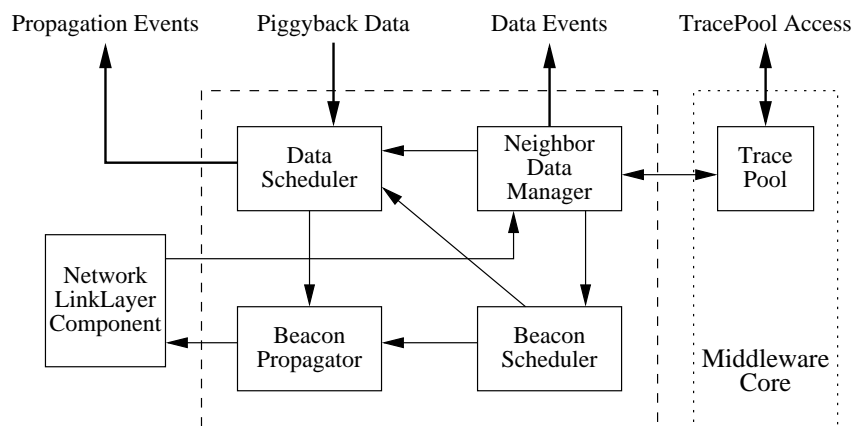 Propagation Events
Piggyback Data
Data Events
TracePool Access
Data
Scheduler
Neighbor
Data
Manager
Trace
Pool
Network
LinkLayer
Component
Beacon
Propagator
Beacon
Scheduler
Middleware
Core